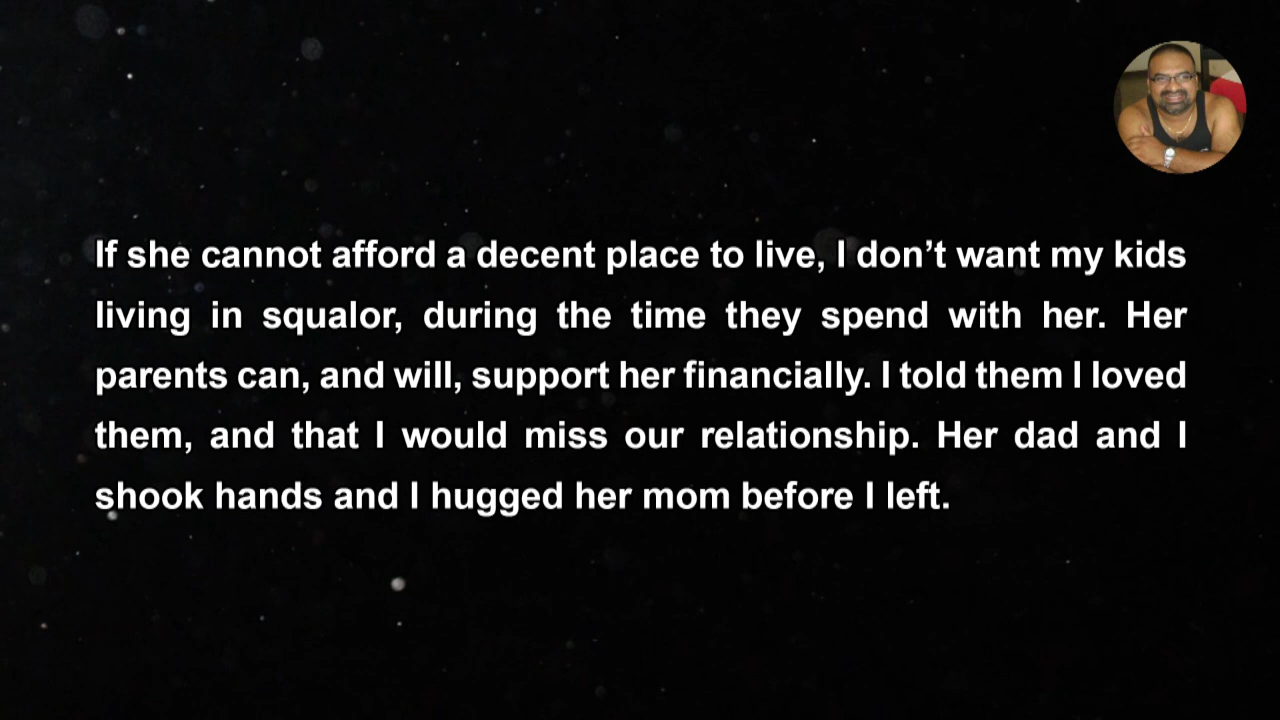 If she cannot afford a decent place to live, I don’t want my kids
living in squalor, during the time they spend with her. Her
parents can, and will, support her financially. I told them I loved
them, and that I would miss our relationship. Her dad and I
shook hands and I hugged her mom before I left.